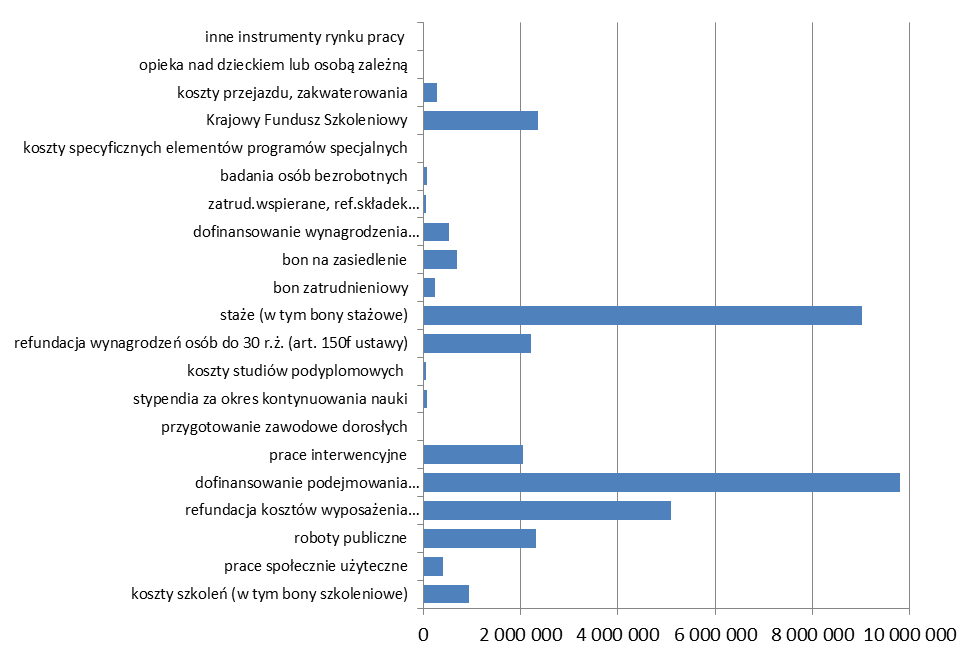 inne instrumenty rynku pracy
opieka nad dzieckiem lub osobą zależną
koszty przejazdu, zakwaterowania
Krajowy Fundusz Szkoleniowy
koszty specyficznych elementów programów specjalnych
badania osób bezrobotnych
zatrud.wspierane, ref.składek...
dofinansowanie wynagrodzenia...
bon na zasiedlenie
bon zatrudnieniowy
staże (w tym bony stażowe)
refundacja wynagrodzeń osób do 30 r.ż. (art. 150f ustawy)
koszty studiów podyplomowych
stypendia za okres kontynuowania nauki
przygotowanie zawodowe dorosłych
prace interwencyjne
dofinansowanie podejmowania...
refundacja kosztów wyposażenia...
roboty publiczne
prace społecznie użyteczne
koszty szkoleń (w tym bony szkoleniowe)
0 2 000 000 4 000 000 6 000 000 8 000 000 10 000 000